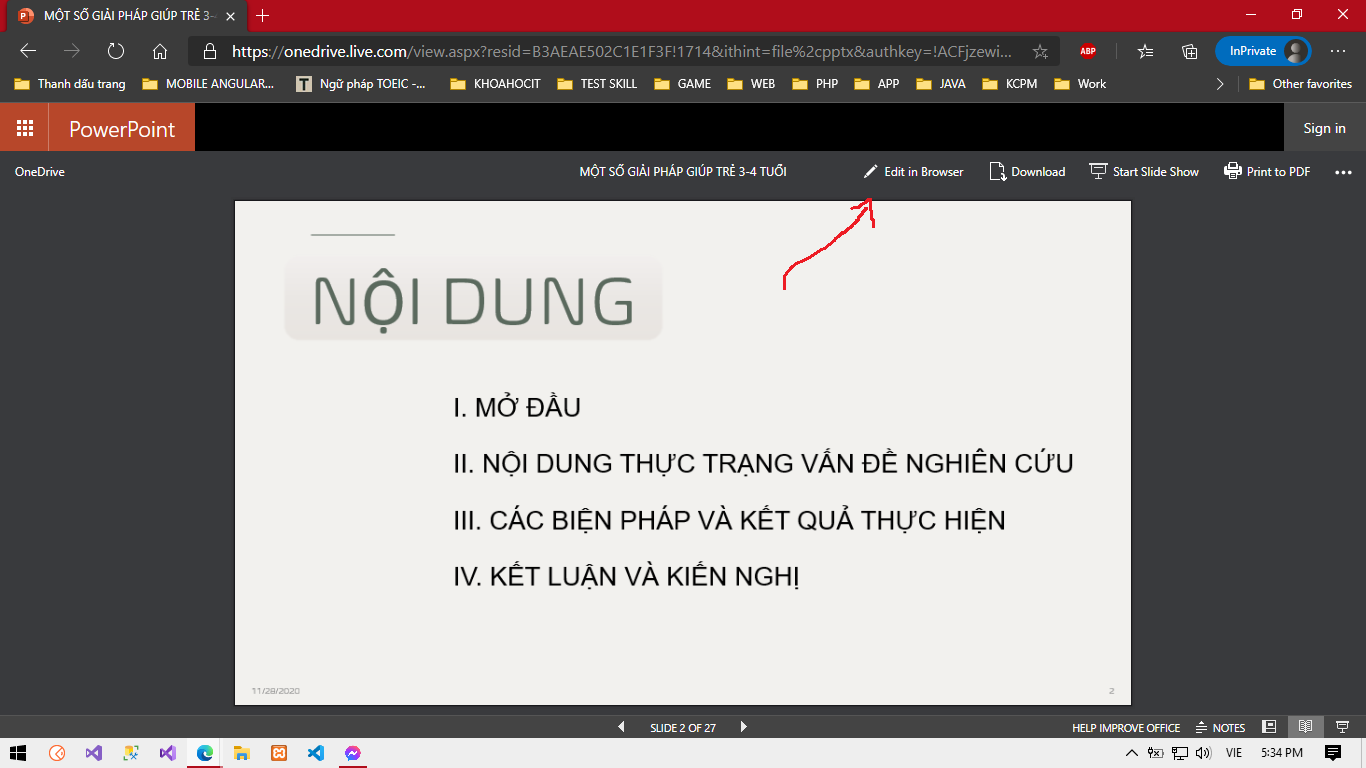 MỘT SỐ GIẢI PHÁP GIÚP TRẺ 3-4
https://onedrive.live.com/view.aspx?resid=B3AEAE502C1E1F3F!1714&ithint=file%2cpptx&authkey=!ACFjzewi...
ABP
InPrivate
Thanh dấu trang MOBILE ANGULAR... T Ngữ pháp TOEIC -... KHOAHOCIT TEST SKILL GAME WEB PHP APP JAVA KCPM Work Other favorites
PowerPoint Sign in
OneDrive MỘT SỐ GIẢI PHÁP GIÚP TRẺ 3-4 TUỔI Edit in Browser Download Start Slide Show Print to PDF
NỘI DUNG
I. MỞ ĐẦU
II. NỘI DUNG THỰC TRẠNG VẤN ĐỀ NGHIÊN CỨU
III. CÁC BIỆN PHÁP VÀ KẾT QUẢ THỰC HIỆN
IV. KẾT LUẬN VÀ KIẾN NGHỊ
11/28/2020 2
SLIDE 2 OF 27 HELP IMPROVE OFFICE NOTES
VIE 5:34 PM